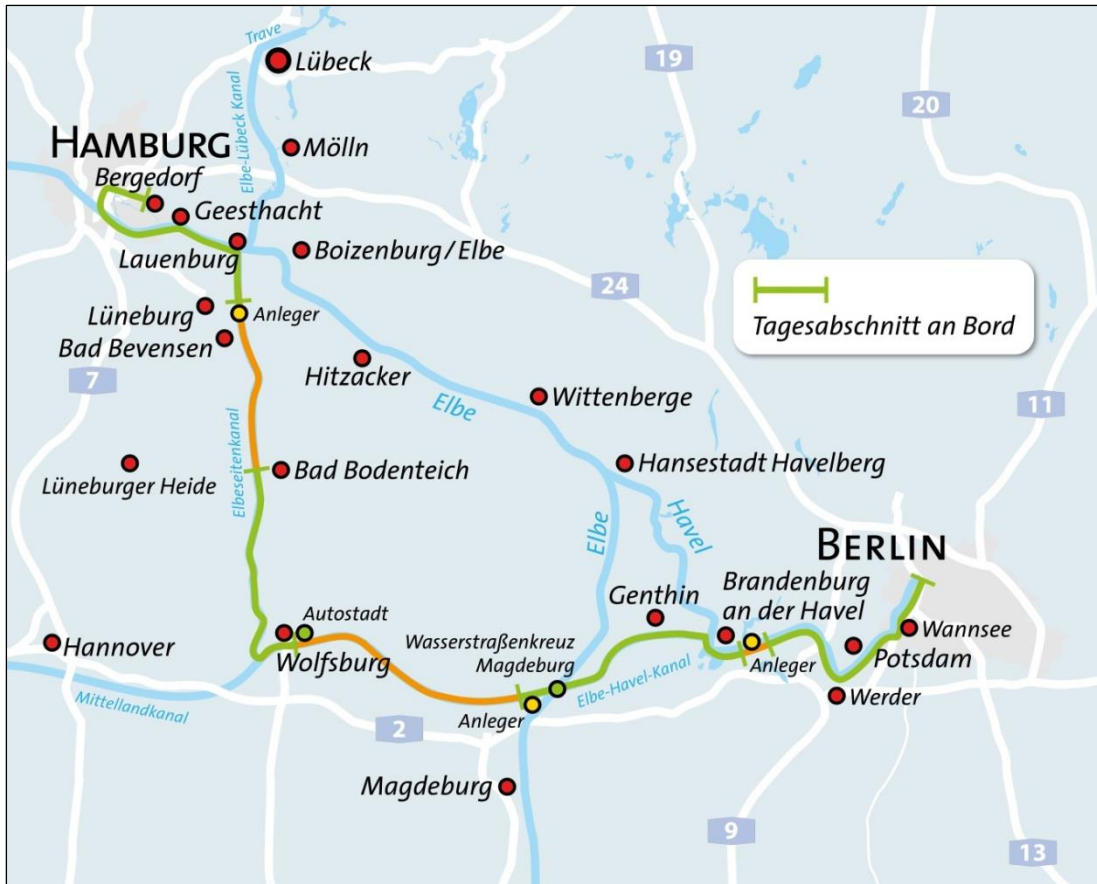 Trave
Lübeck
19
20
Elbe-Lübeck Kanal
Mölln
HAMBURG
Bergedorf
Geesthacht
Lauenburg
Boizenburg / Elbe
24
Tagesabschnitt an Bord
Lüneburg
Anleger
Bad Bevensen
7
Hitzacker
Elbe
Wittenberge
11
Elbeseitenkanal
Lüneburger Heide
Bad Bodenteich
Hansestadt Havelberg
Elbe
Havel
BERLIN
Genthin
Brandenburg
an der Havel
Hannover
Autostadt
Wolfsburg
Wasserstraßenkreuz
Magdeburg
Wannsee
Anleger
Potsdam
Mittellandkanal
Elbe-Havel-Kanal
Werder
Anleger
2
Magdeburg
9
13